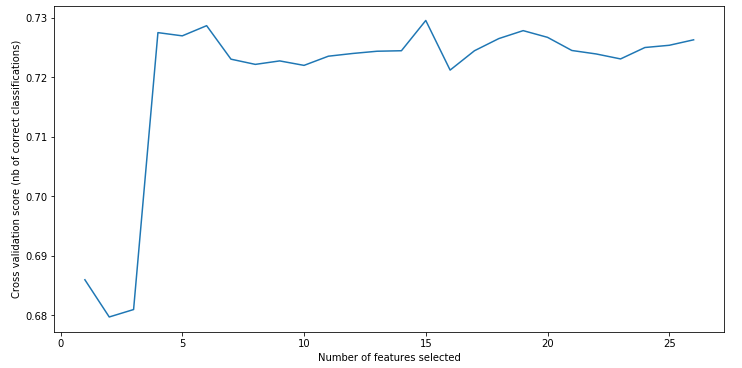 0.73
0.72
0.71
0.70
0.69
0.68
Cross validation score (nb of correct classifications)
0 5 10 15 20 25
Number of features selected